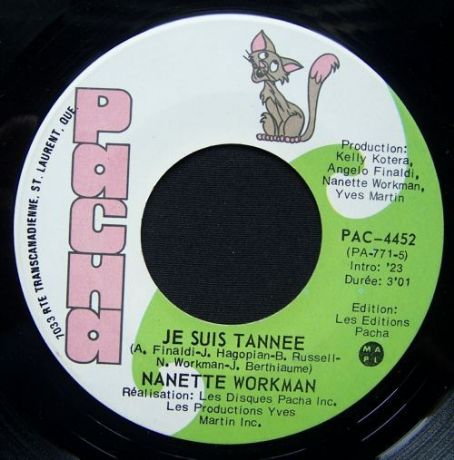 Pacha
7033 RTE TRANSCANADIENNE, ST. LAURENT, QUE.
Production:
Kelly Kotera,
Angelo Finaldi,
Nanette Workman,
Yves Martin
PAC-4452
(PA-771-5)
Intro: '23
Durée: 3'01
Edition:
Les Editions
Pacha
M A P L
JE SUIS TANNEE
(A. Finaldi-J. Hagopian-B. Russell-
N. Workman-J. Berthiaume)
NANETTE WORKMAN
Réalisation: Les Disques Pacha Inc.
Les Productions Yves
Martin Inc.